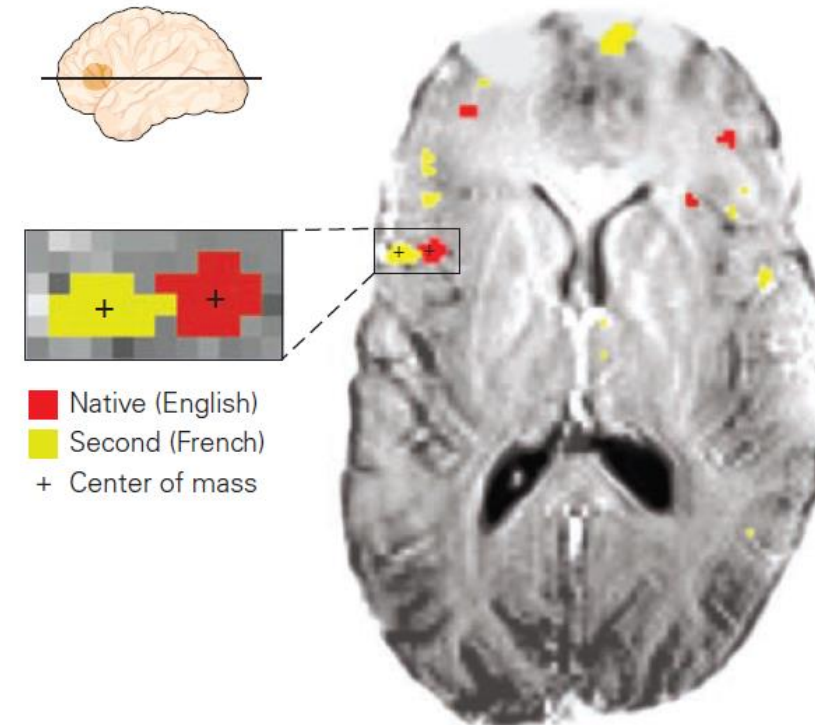 Native (English)
Second (French)
+ Center of mass